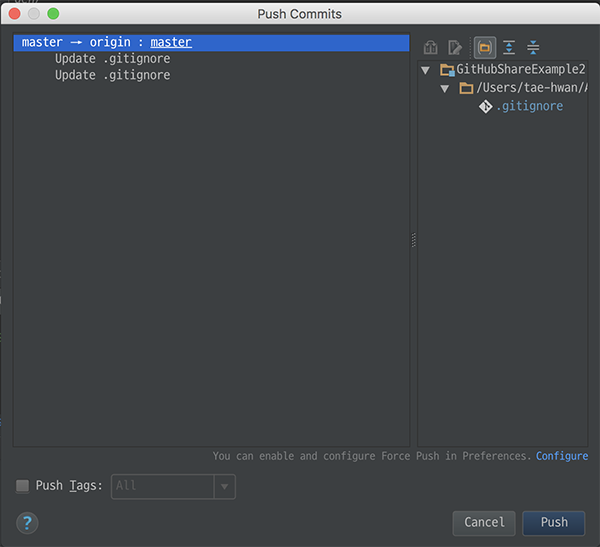 Push Commits
master → origin : master
Update .gitignore
Update .gitignore
GitHubShareExample2
/Users/tae-hwan/
.gitignore
You can enable and configure Force Push in Preferences. Configure
Push Tags: All
?
Cancel
Push